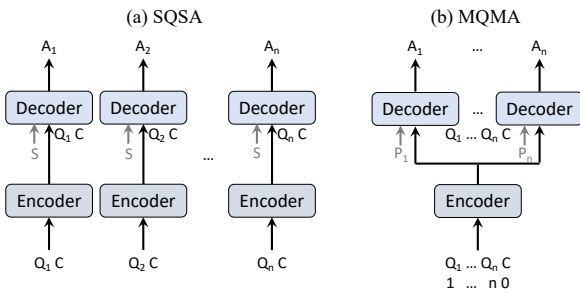 (a) SQSA
(b) MQMA
A₁ A₂ Aₙ
A₁ ... Aₙ
Decoder Decoder Decoder
Decoder ... Decoder
S Q₁ C S Q₂ C ... S Qₙ C
P₁ Q₁ ... Qₙ C Pₙ
Encoder Encoder Encoder
Encoder
Q₁ C Q₂ C Qₙ C
Q₁ ... Qₙ C
1 ... n 0